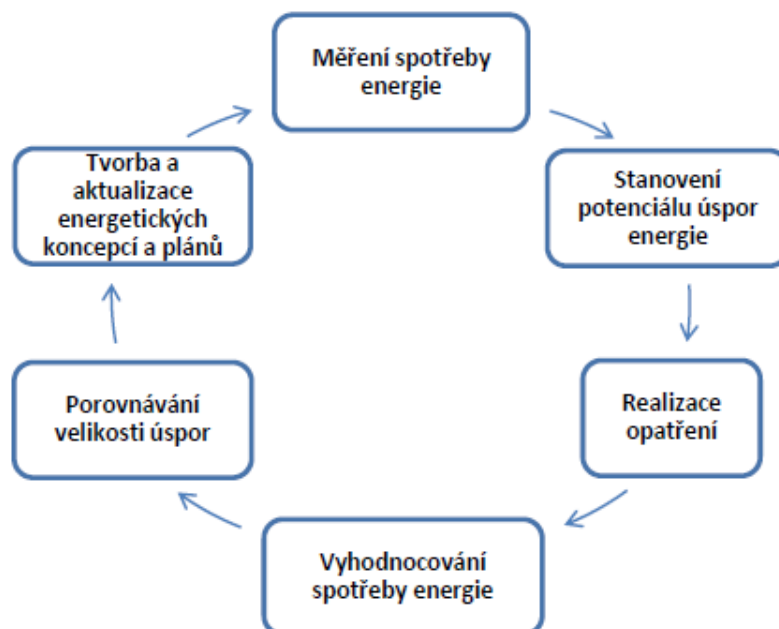 Měření spotřeby
energie
Stanovení
potenciálu úspor
energie
Realizace
opatření
Vyhodnocování
spotřeby energie
Porovnávání
velikosti úspor
Tvorba a
aktualizace
energetických
koncepcí a plánů